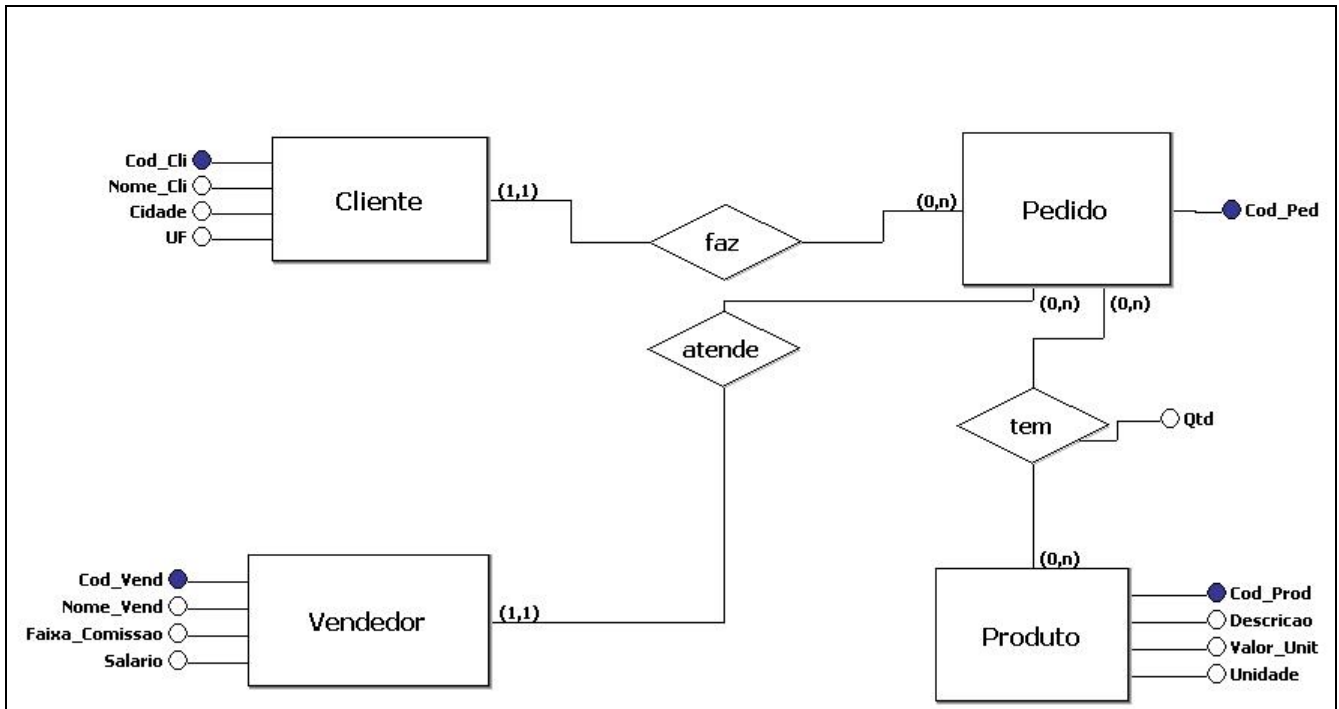 Cod_Cli
Nome_Cli
Cidade
UF
Cliente
(1,1)
faz
(0,n)
Pedido
Cod_Ped
(0,n)
(0,n)
atende
tem
Qtd
Cod_Vend
Nome_Vend
Faixa_Comissao
Salario
Vendedor
(1,1)
(0,n)
Produto
Cod_Prod
Descricao
Valor_Unit
Unidade